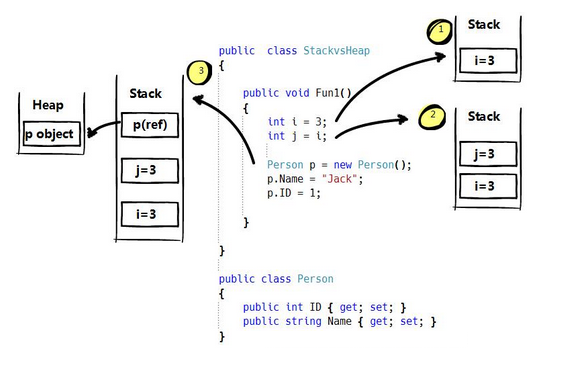 1
Stack
i=3
public class StackvsHeap
{
3
Heap
p object
Stack
p(ref)
j=3
i=3
public void Fun1()
{
int i = 3;
int j = i;
Person p = new Person();
p.Name = "Jack";
p.ID = 1;
}
}
2
Stack
j=3
i=3
public class Person
{
public int ID { get; set; }
public string Name { get; set; }
}